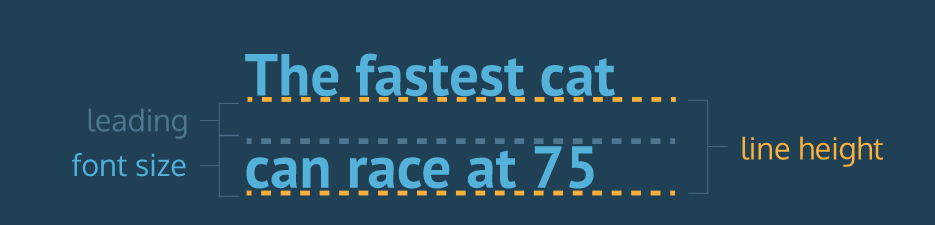 The fastest cat
leading
can race at 75
font size
line height